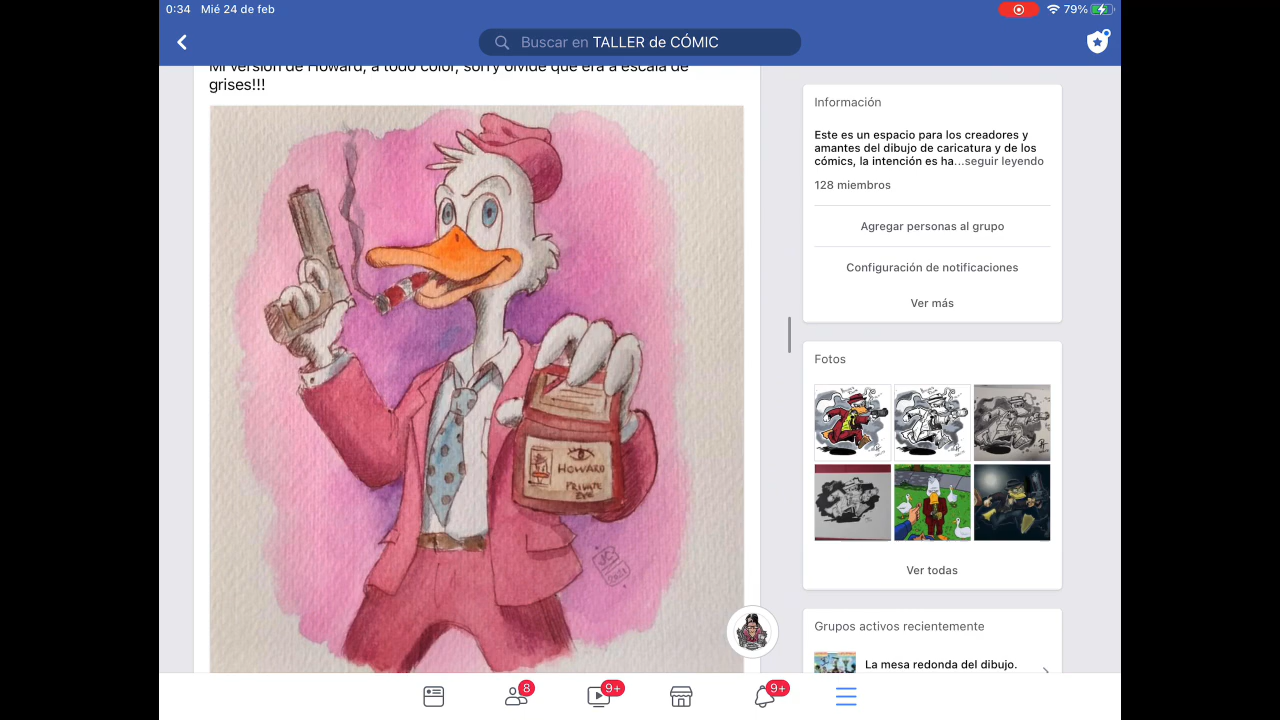 0:34 Mié 24 de feb
79%
Buscar en TALLER de CÓMIC
Mi versión de Howard, a todo color, sorry olvidé que era a escala de
grises!!!
HOWARD
PRIVATE
EYE
2021
Información
Este es un espacio para los creadores y
amantes del dibujo de caricatura y de los
cómics, la intención es ha...seguir leyendo
128 miembros
Agregar personas al grupo
Configuración de notificaciones
Ver más
Fotos
Ver todas
Grupos activos recientemente
La mesa redonda del dibujo.
8
9+
9+